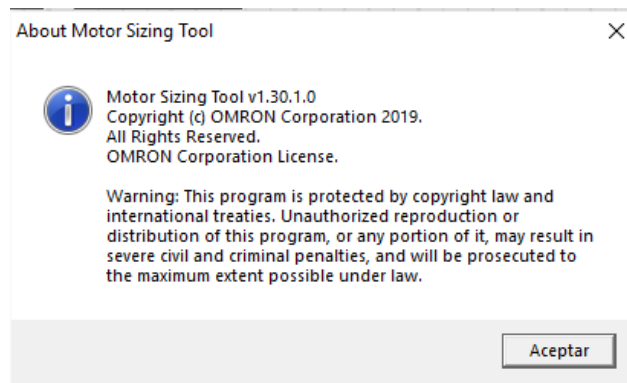 About Motor Sizing Tool
Motor Sizing Tool v1.30.1.0
Copyright (c) OMRON Corporation 2019.
All Rights Reserved.
OMRON Corporation License.
Warning: This program is protected by copyright law and
international treaties. Unauthorized reproduction or
distribution of this program, or any portion of it, may result in
severe civil and criminal penalties, and will be prosecuted to
the maximum extent possible under law.
Aceptar